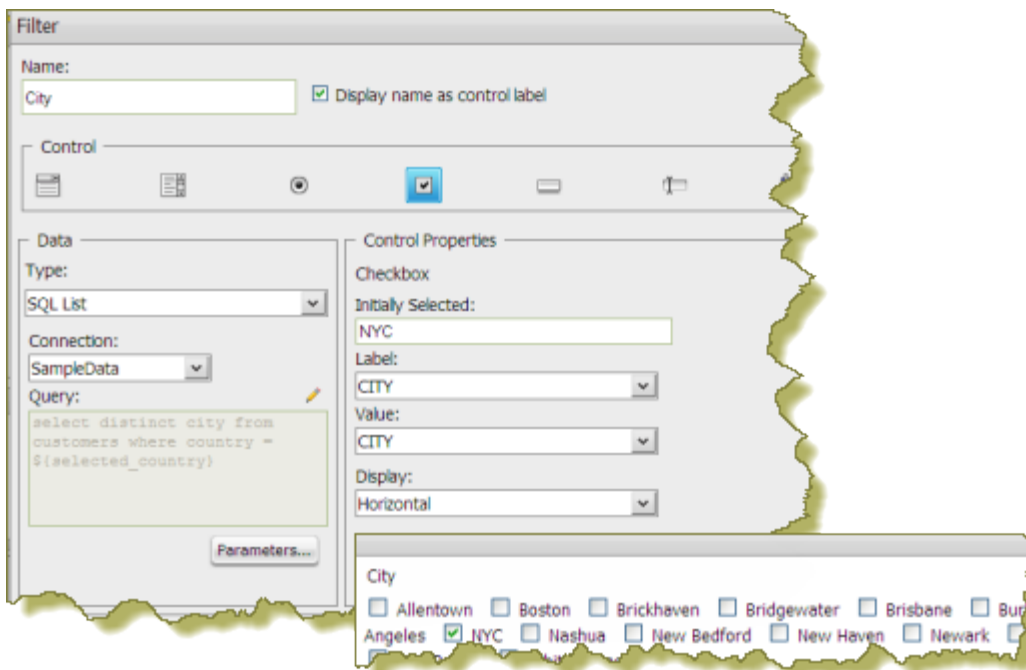 Filter
Name:
City
Display name as control label
Control
Data
Type:
SQL List
Connection:
SampleData
Query:
select distinct city from
customers where country =
${selected_country}
Parameters...
Control Properties
Checkbox
Initially Selected:
NYC
Label:
CITY
Value:
CITY
Display:
Horizontal
City
Allentown Boston Brickhaven Bridgewater Brisbane
Angeles NYC Nashua New Bedford New Haven Newark